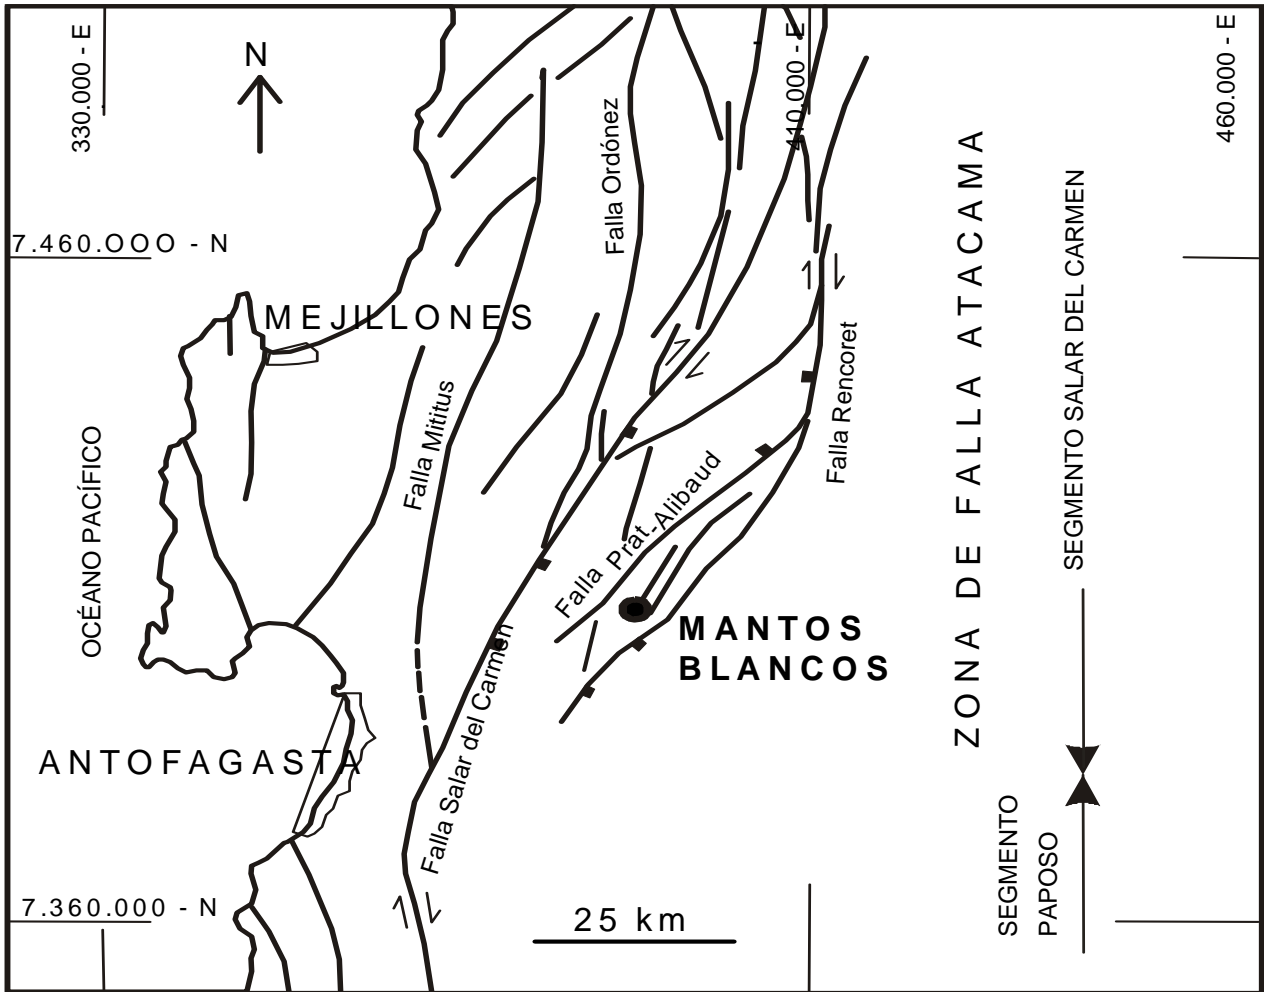 330.000 - E
N
410.000 - E
460.000 - E
7.460.OOO - N
MEJILLONES
Falla Ordónez
Falla Mititus
OCÉANO PACÍFICO
Falla Rencoret
Falla Prat-Alibaud
MANTOS
BLANCOS
ANTOFAGASTA
Falla Salar del Carmen
ZONA DE FALLA ATACAMA
SEGMENTO SALAR DEL CARMEN
SEGMENTO
PAPOSO
7.360.000 - N
25 km